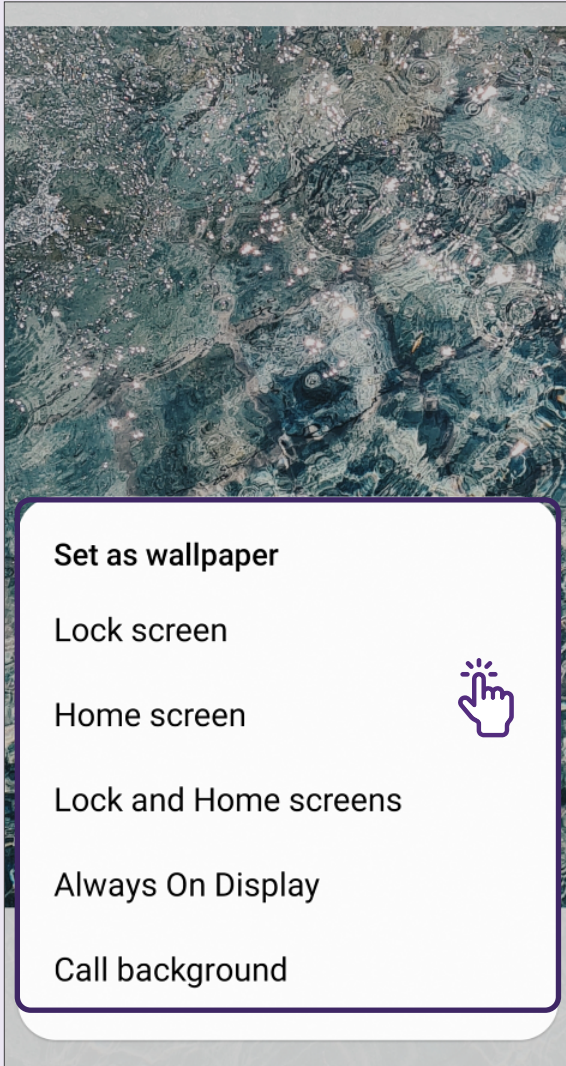 Set as wallpaper
Lock screen
Home screen
Lock and Home screens
Always On Display
Call background